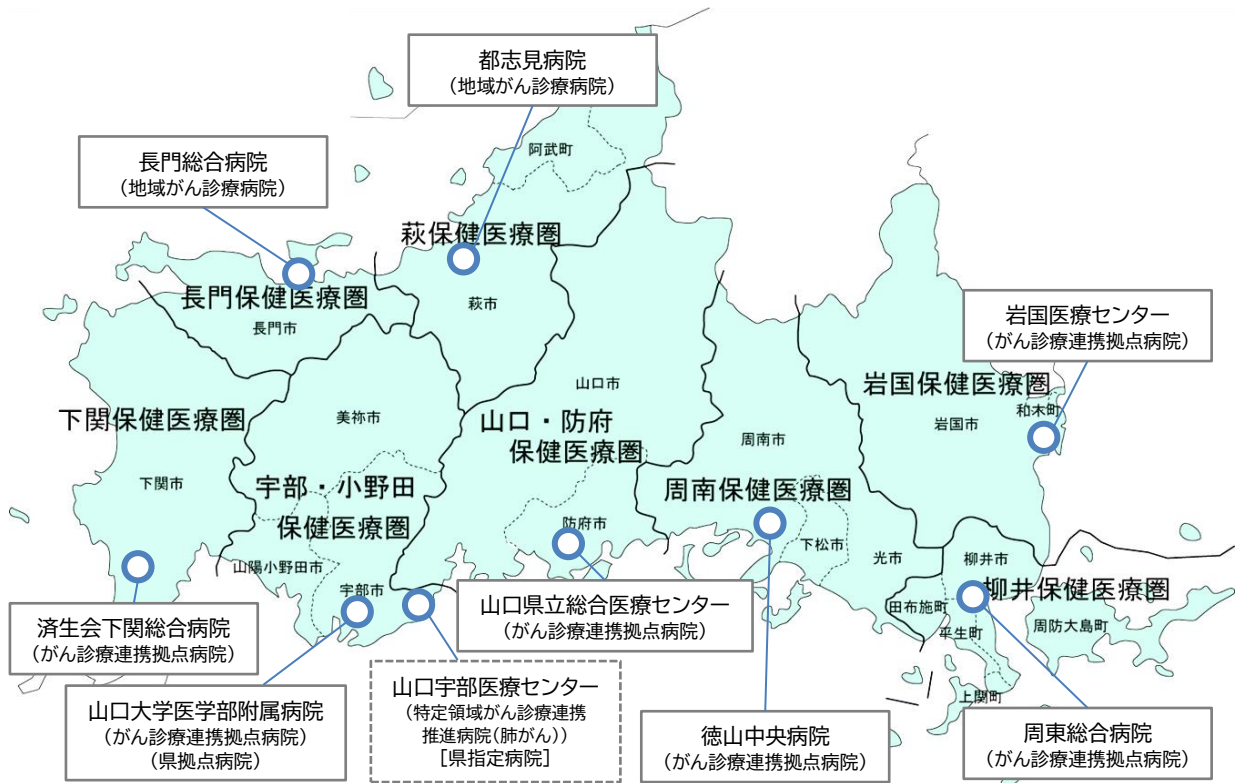 都志見病院
（地域がん診療病院）
阿武町
長門総合病院
（地域がん診療病院）
萩保健医療圏
萩市
長門保健医療圏
長門市
岩国医療センター
（がん診療連携拠点病院）
岩国保健医療圏
和木町
岩国市
山口市
美祢市
下関保健医療圏
下関市
山口・防府
保健医療圏
周南市
周南保健医療圏
宇部・小野田
保健医療圏
防府市
下松市
光市
柳井市
柳井保健医療圏
山陽小野田市
宇部市
田布施町
平生町
周防大島町
上関町
済生会下関総合病院
（がん診療連携拠点病院）
山口県立総合医療センター
（がん診療連携拠点病院）
山口大学医学部附属病院
（がん診療連携拠点病院）
（県拠点病院）
山口宇部医療センター
（特定領域がん診療連携
推進病院（肺がん））
［県指定病院］
徳山中央病院
（がん診療連携拠点病院）
周東総合病院
（がん診療連携拠点病院）